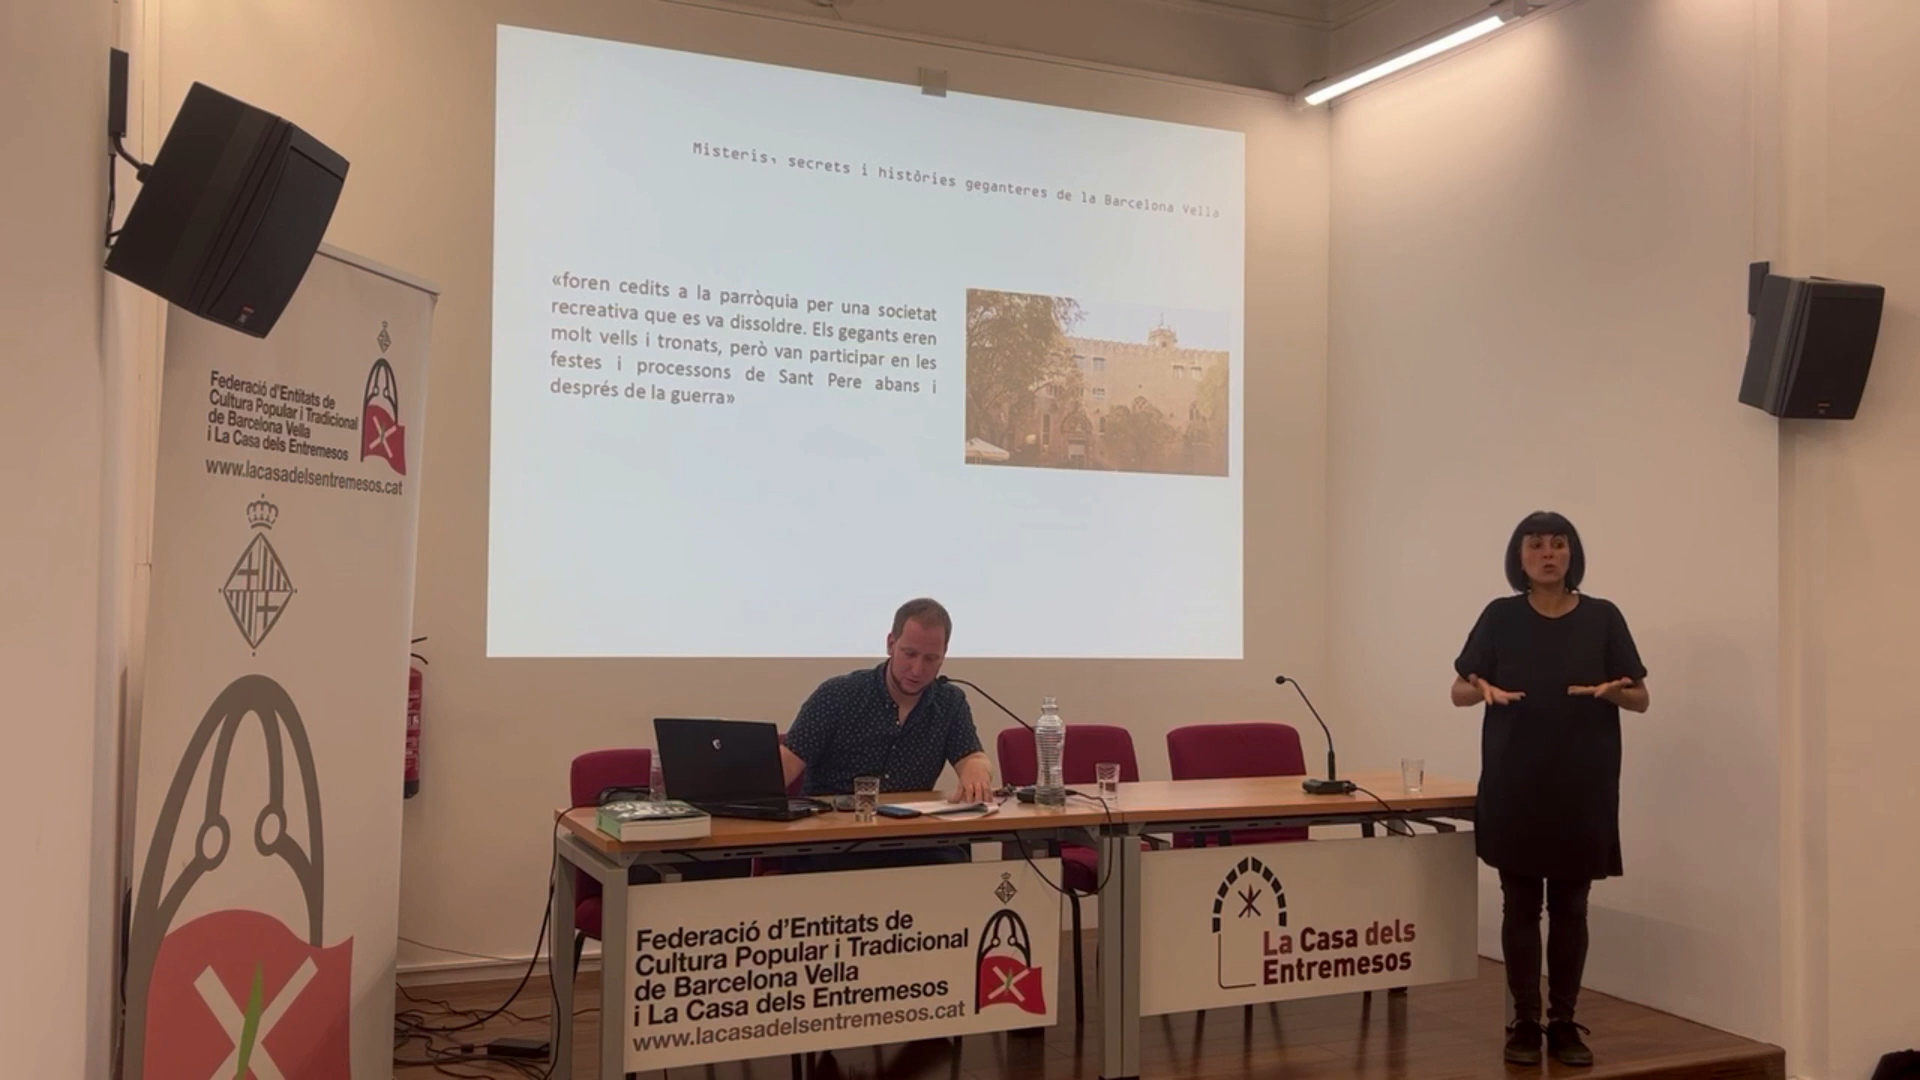 Misteris, secrets i històries geganteres de la Barcelona Vella
«foren cedits a la parròquia per una societat
recreativa que es va dissoldre. Els gegants eren
molt vells i tronats, però van participar en les
festes i processons de Sant Pere abans i
després de la guerra»
Federació d'Entitats de
Cultura Popular i Tradicional
de Barcelona Vella
i La Casa dels Entremesos
www.lacasadelsentremesos.cat
Federació d'Entitats de
Cultura Popular i Tradicional
de Barcelona Vella
i La Casa dels Entremesos
www.lacasadelsentremesos.cat
La Casa dels
Entremesos